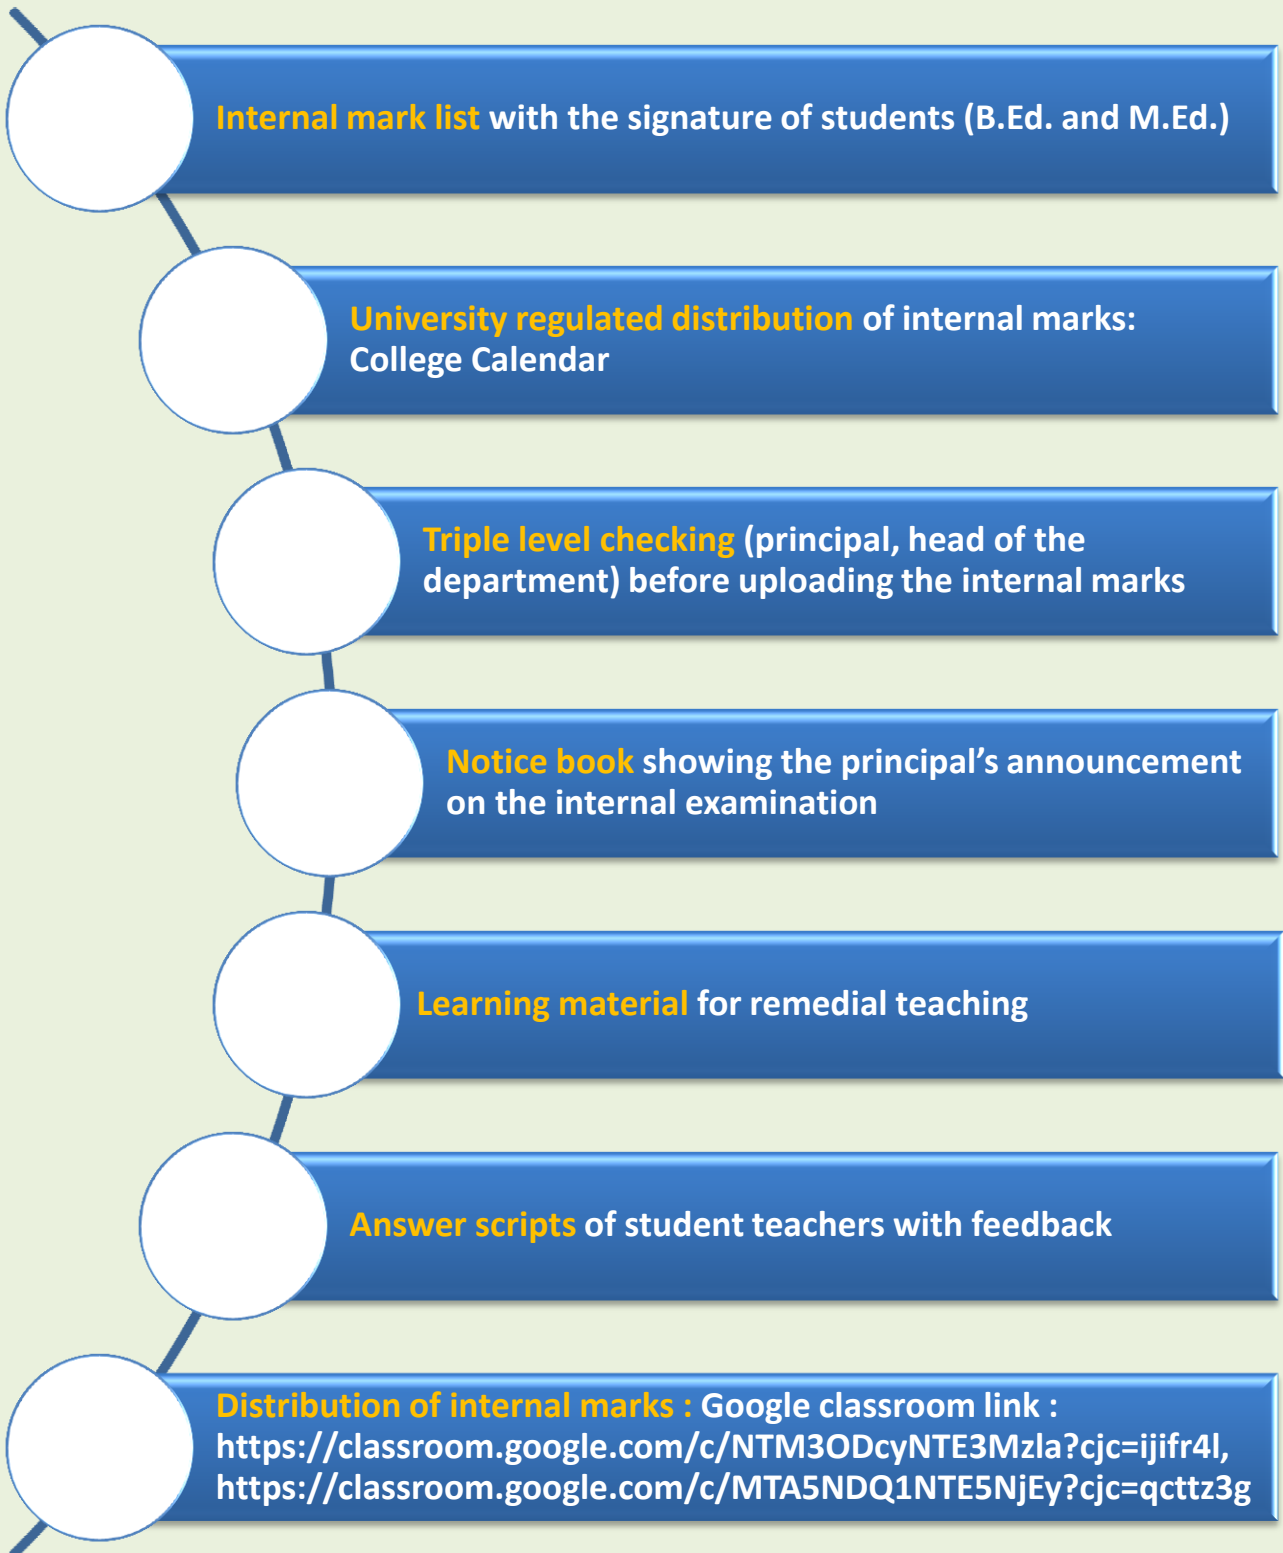 Internal mark list with the signature of students (B.Ed. and M.Ed.)
University regulated distribution of internal marks:
College Calendar
Triple level checking (principal, head of the
department) before uploading the internal marks
Notice book showing the principal’s announcement
on the internal examination
Learning material for remedial teaching
Answer scripts of student teachers with feedback
Distribution of internal marks : Google classroom link :
https://classroom.google.com/c/NTM3ODcyNTE3Mzla?cjc=ijifr4l,
https://classroom.google.com/c/MTA5NDQ1NTE5NjEy?cjc=qcttz3g